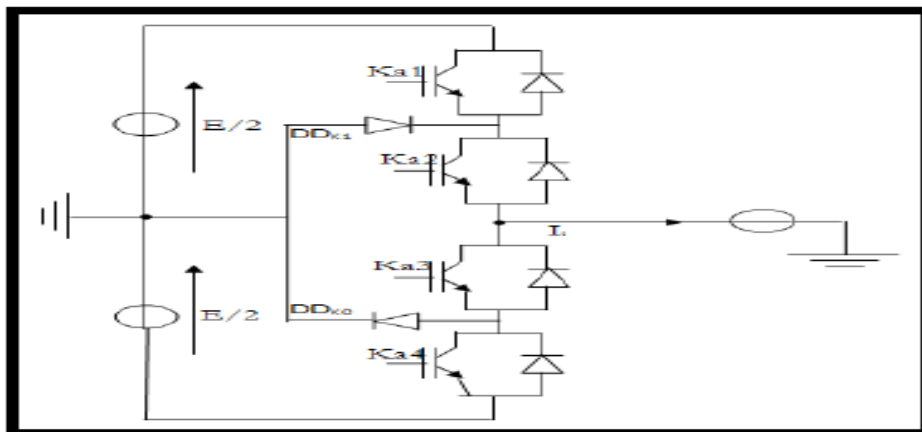 Ka1
E/2
DDK1
Ka2
I.
Ka3
E/2
DDK0
Ka4